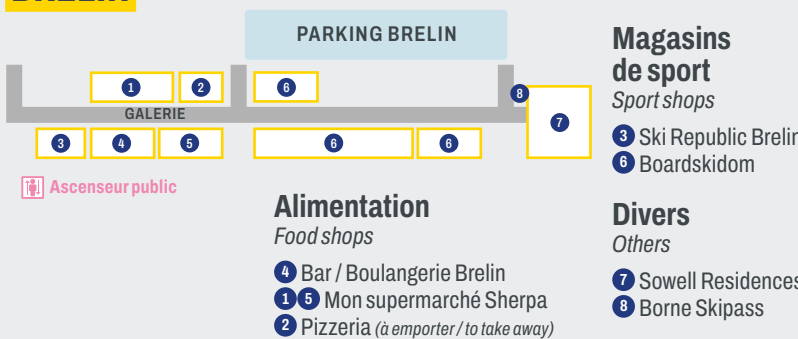 PARKING BRELIN
1
2
6
8
GALERIE
7
3
4
5
6
6
Ascenseur public
Alimentation
Food shops
4 Bar / Boulangerie Brelin
1 5 Mon supermarché Sherpa
2 Pizzeria (à emporter / to take away)
Magasins
de sport
Sport shops
3 Ski Republic Brelin
6 Boardskidom
Divers
Others
7 Sowell Residences
8 Borne Skipass